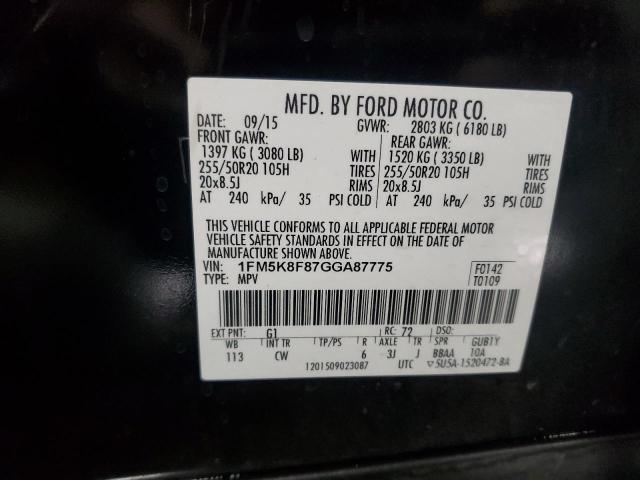 MFD. BY FORD MOTOR CO.
DATE: 09/15 GVWR: 2803 KG ( 6180 LB)
FRONT GAWR: REAR GAWR:
1397 KG ( 3080 LB) WITH 1520 KG ( 3350 LB) WITH
255/50R20 105H TIRES 255/50R20 105H TIRES
20x8.5J RIMS 20x8.5J RIMS
AT 240 kPa/ 35 PSI COLD AT 240 kPa/ 35 PSI COLD
THIS VEHICLE CONFORMS TO ALL APPLICABLE FEDERAL MOTOR
VEHICLE SAFETY STANDARDS IN EFFECT ON THE DATE OF
MANUFACTURE SHOWN ABOVE.
VIN: 1FM5K8F87GGA87775 F0142
TYPE: MPV T0109
EXT PNT: G1 RC: 72 DSO:
WB INT TR TP/PS R AXLE TR SPR GUB1Y
113 CW 6 3J J BBAA 10A
1201509023087 UTC ▽5U5A-1520472-BA